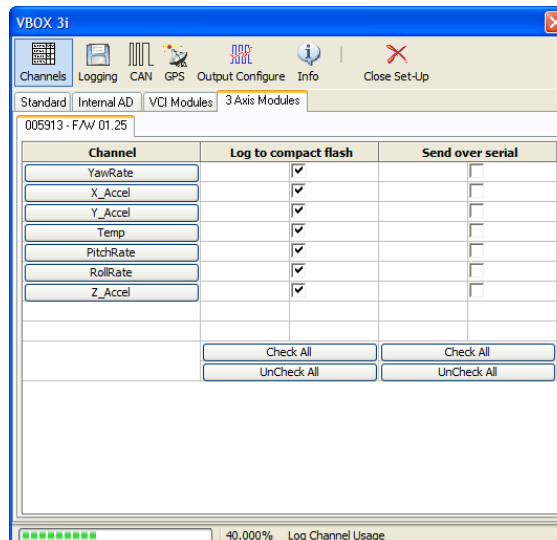 VBOX 3i
Channels Logging CAN GPS Output Configure Info Close Set-Up
Standard Internal AD VCI Modules 3 Axis Modules
005913 - F/W 01.25
Channel Log to compact flash Send over serial
YawRate
X_Accel
Y_Accel
Temp
PitchRate
RollRate
Z_Accel
Check All Check All
UnCheck All UnCheck All
40.000% Log Channel Usage